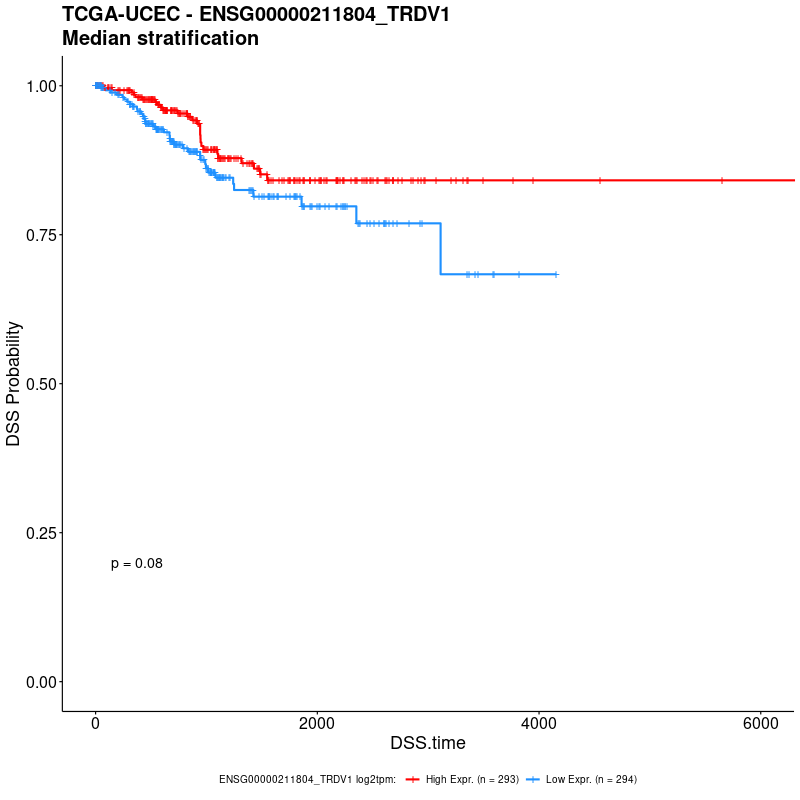 TCGA-UCEC - ENSG00000211804_TRDV1
Median stratification
1.00
0.75
0.50
0.25
0.00
DSS Probability
p = 0.08
0 2000 4000 6000
DSS.time
ENSG00000211804_TRDV1 log2tpm: High Expr. (n = 293) Low Expr. (n = 294)